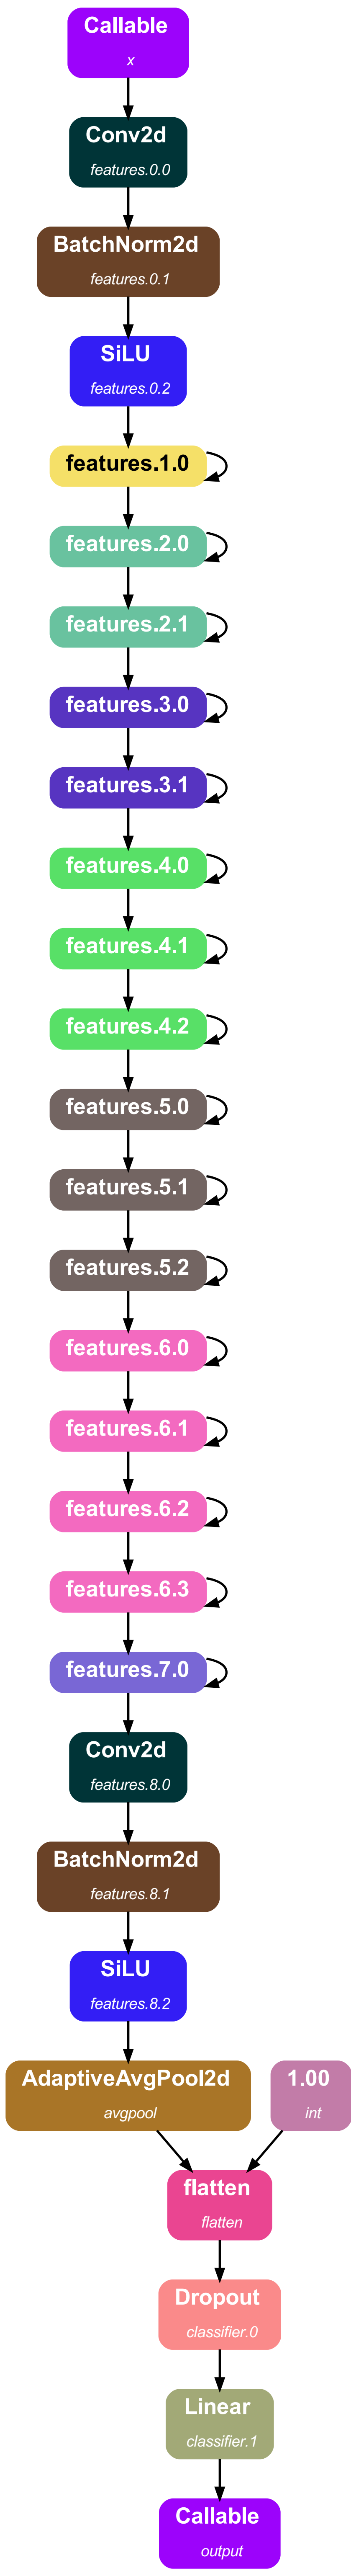 Callable
x
Conv2d
features.0.0
BatchNorm2d
features.0.1
SiLU
features.0.2
features.1.0
features.2.0
features.2.1
features.3.0
features.3.1
features.4.0
features.4.1
features.4.2
features.5.0
features.5.1
features.5.2
features.6.0
features.6.1
features.6.2
features.6.3
features.7.0
Conv2d
features.8.0
BatchNorm2d
features.8.1
SiLU
features.8.2
AdaptiveAvgPool2d
avgpool
1.00
int
flatten
flatten
Dropout
classifier.0
Linear
classifier.1
Callable
output